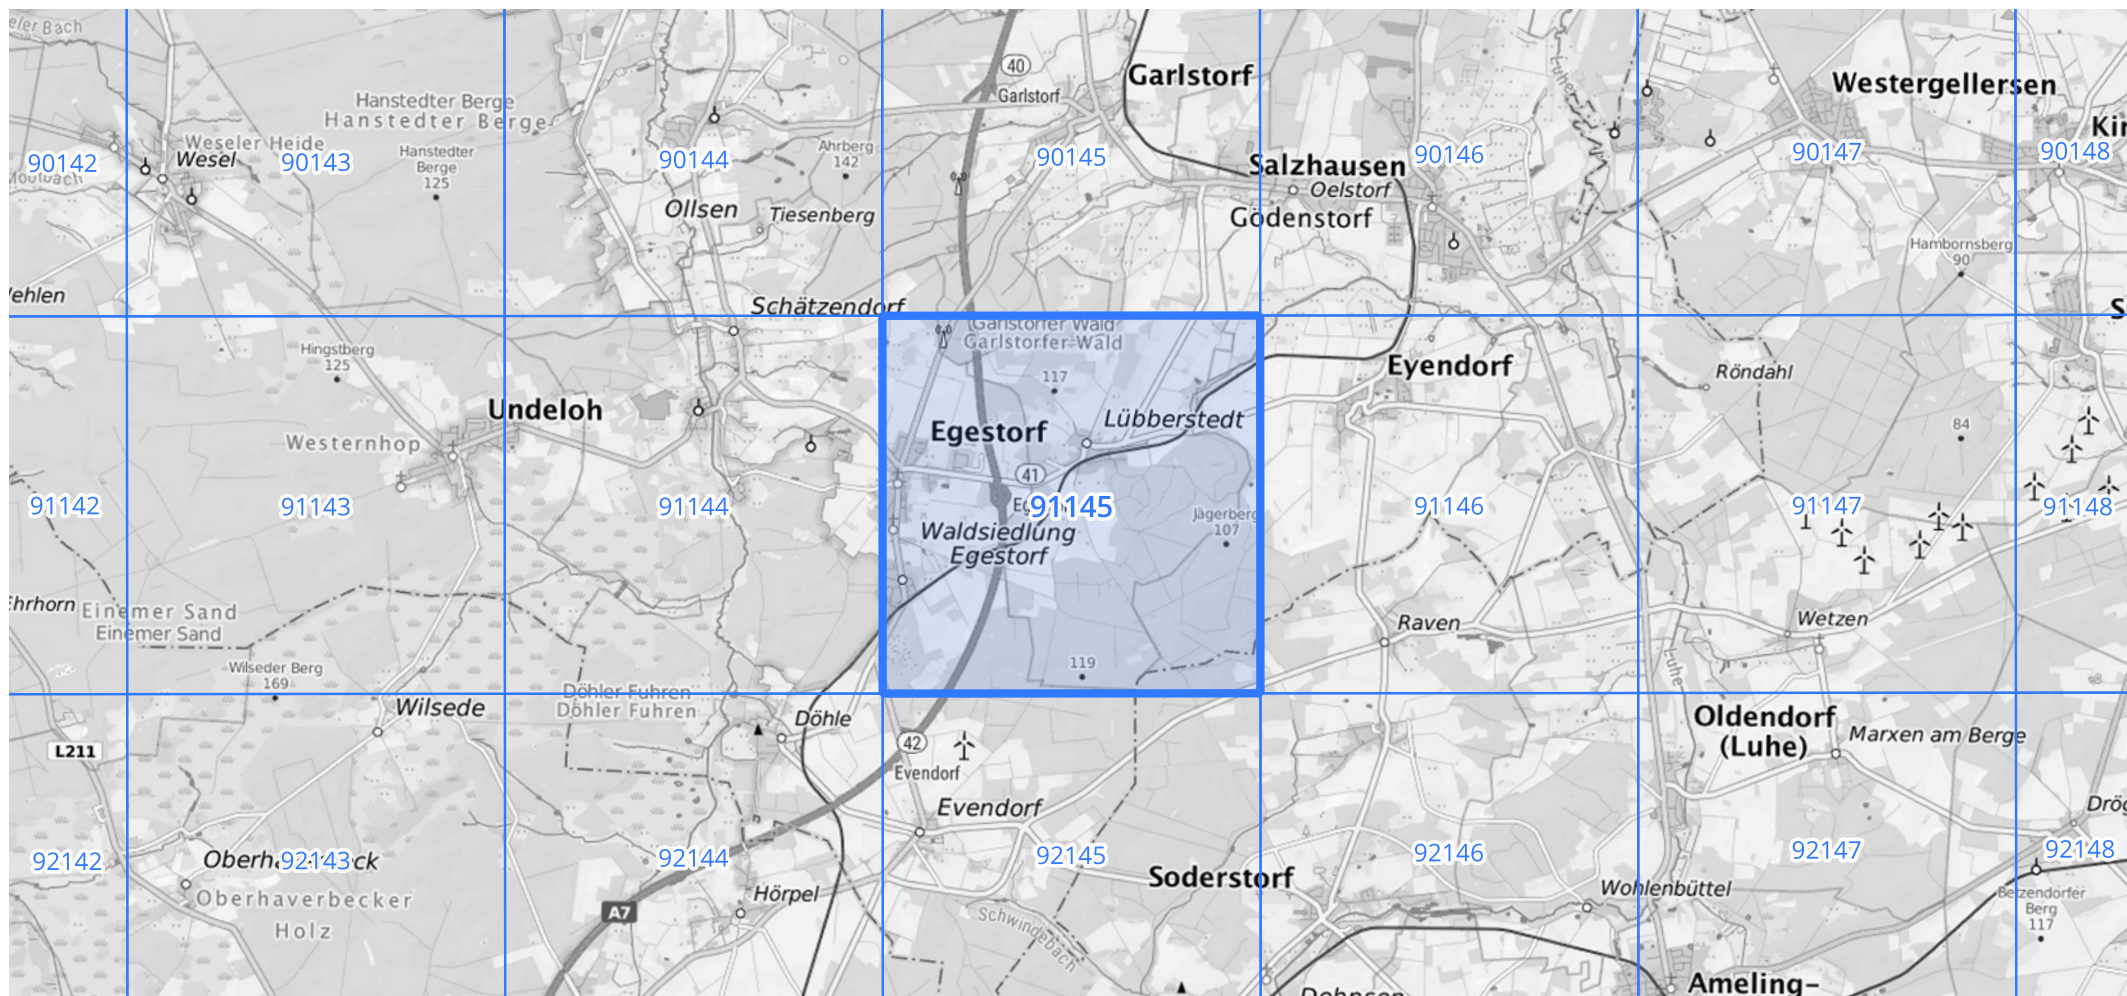 40
Garlstorf
Garlstorf
Westergellersen
Hanstedter Berge
Hanstedter Berge
Weseler Heide
Wesel
Hanstedter
Berge
125
Ahrberg
142
90142
90143
90144
90145
90146
90147
90148
Luhe
Salzhausen
Oelstorf
Gödenstorf
Ollsen
Tiesenberg
Hambornsberg
90
Schätzendorf
Garlstorfer Wald
Garlstorfer Wald
Hingstberg
125
117
Eyendorf
Röndahl
Undeloh
Westernhop
Egestorf
Lübberstedt
84
41
91142
91143
91144
91145
91146
91147
91148
Jägerberg
107
Waldsiedlung
Egestorf
Ehrhorn
Einemer Sand
Einemer Sand
Raven
Wetzen
Wilseder Berg
169
119
Luhe
Döhler Fuhren
Döhler Fuhren
Wilsede
Döhle
Oldendorf
(Luhe)
Marxen am Berge
L211
42
Evendorf
Evendorf
92142
92143
92144
92145
92146
92147
92148
Oberhaverbecker
Holz
Hörpel
Soderstorf
Wohlenbüttel
A7
Schwindebach
Betzendorfer
Berg
117
Ameling-